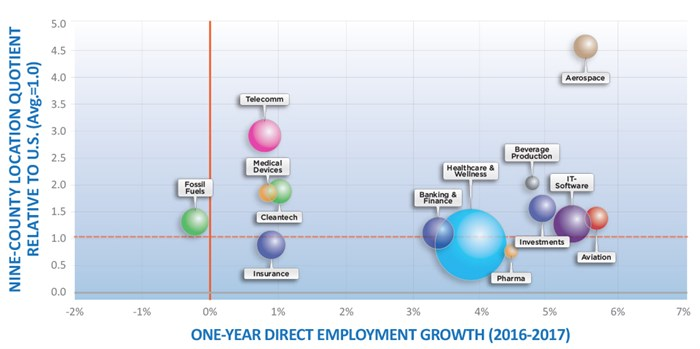 NINE-COUNTY LOCATION QUOTIENT
RELATIVE TO U.S. (Avg.=1.0)
5.0
4.5
4.0
3.5
3.0
2.5
2.0
1.5
1.0
0.5
0.0
Aerospace
Telecomm
Medical
Devices
Fossil
Fuels
Cleantech
Insurance
Beverage
Production
Healthcare &
Wellness
IT-
Software
Banking &
Finance
Investments
Aviation
Pharma
-2%
-1%
0%
1%
2%
3%
4%
5%
6%
7%
ONE-YEAR DIRECT EMPLOYMENT GROWTH (2016-2017)